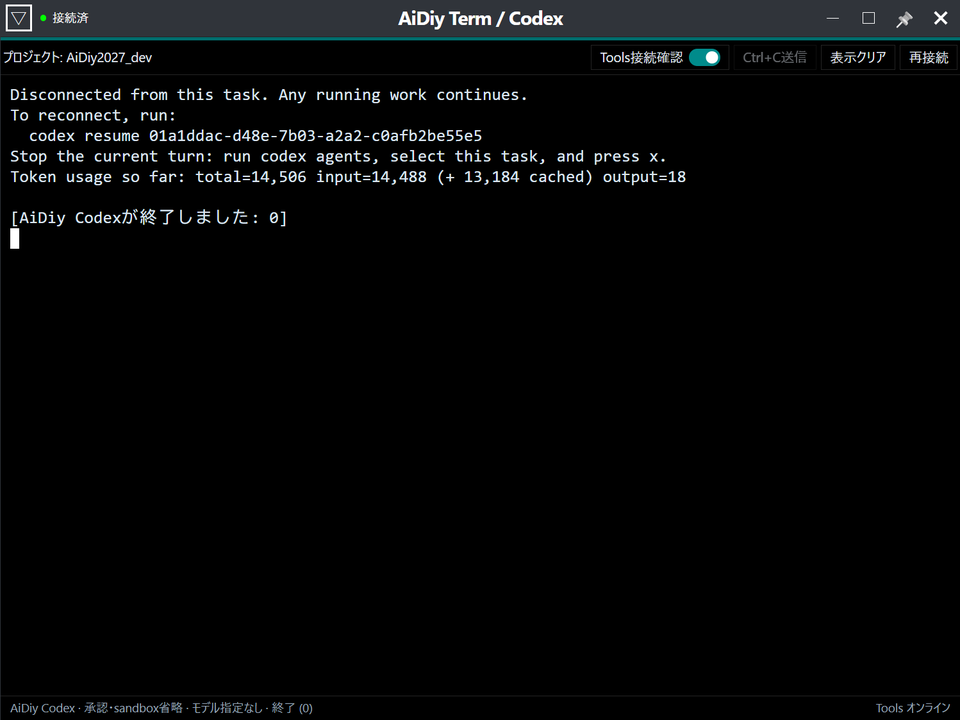 接続済
AiDiy Term / Codex
プロジェクト: AiDiy2027_dev
Tools接続確認
Ctrl+C送信
表示クリア
再接続
Disconnected from this task. Any running work continues.
To reconnect, run:
codex resume 01a1ddac-d48e-7b03-a2a2-c0afb2be55e5
Stop the current turn: run codex agents, select this task, and press x.
Token usage so far: total=14,506 input=14,488 (+ 13,184 cached) output=18
[AiDiy Codexが終了しました: 0]
AiDiy Codex · 承認・sandbox省略 · モデル指定なし · 終了 (0)
Tools オンライン